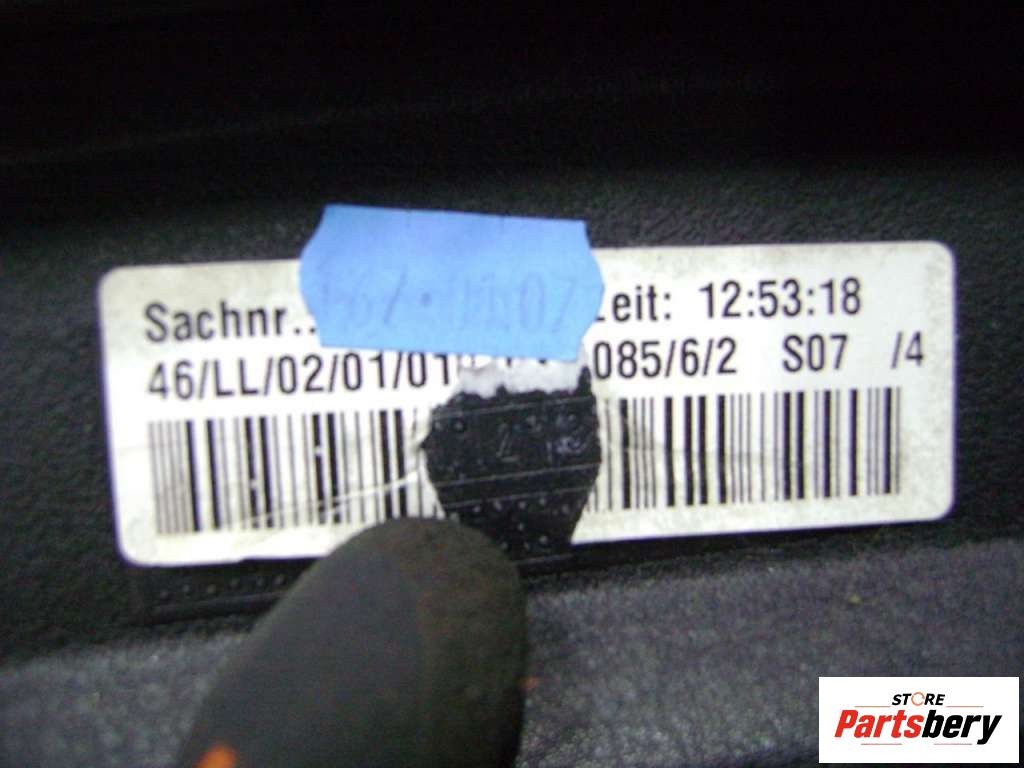 Sachnr.. Zeit: 12:53:18
46/LL/02/01/01 085/6/2 S07 /4
STORE
Partsbery